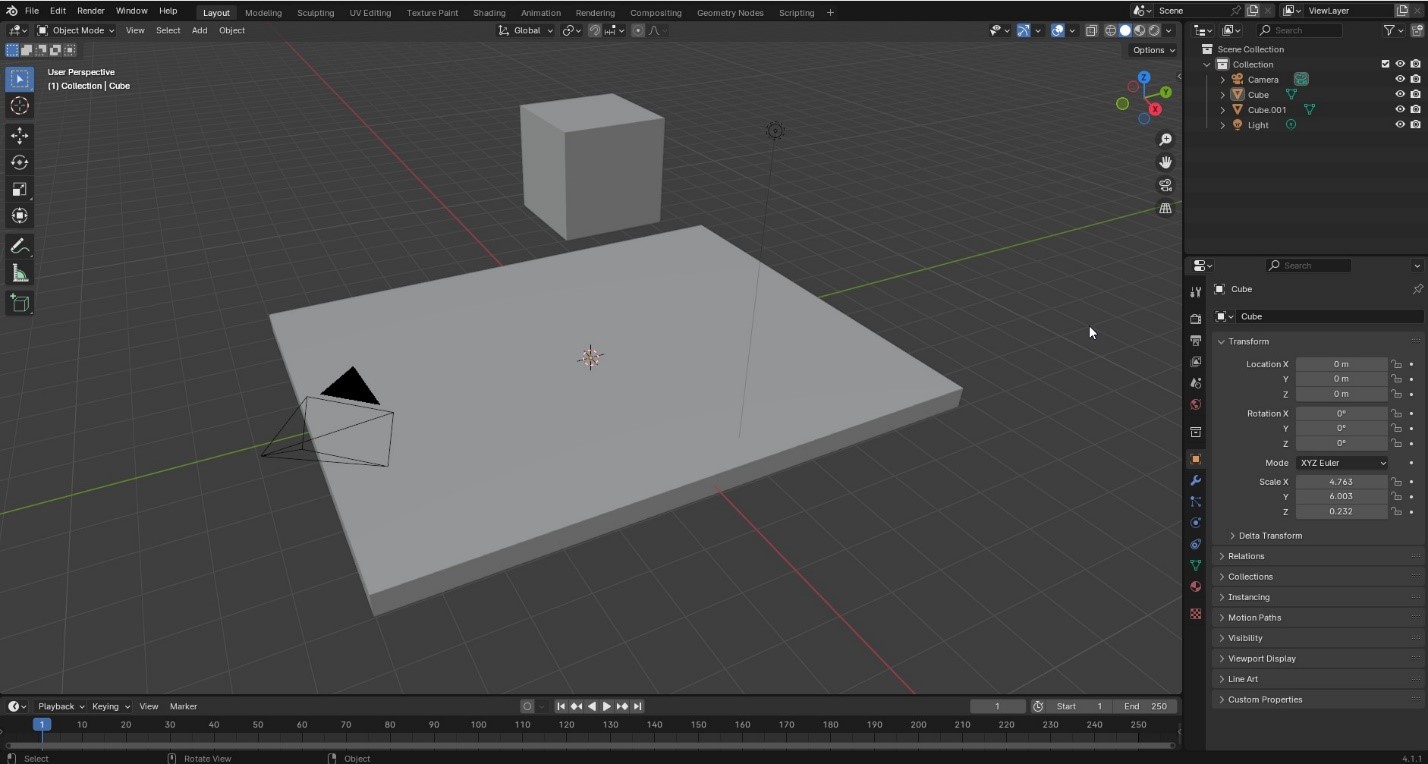 File Edit Render Window Help Layout Modeling Sculpting UV Editing Texture Paint Shading Animation Rendering Compositing Geometry Nodes Scripting + Scene ViewLayer
Object Mode View Select Add Object Global Search
Options
User Perspective
(1) Collection | Cube
Z
Y
X
Scene Collection
Collection
Camera
Cube
Cube.001
Light
Search
Cube
Cube
Transform
Location X 0 m
Y 0 m
Z 0 m
Rotation X 0°
Y 0°
Z 0°
Mode XYZ Euler
Scale X 4.763
Y 6.003
Z 0.232
Delta Transform
Relations
Collections
Instancing
Motion Paths
Visibility
Viewport Display
Line Art
Custom Properties
Playback Keying View Marker 1 Start 1 End 250
1 10 20 30 40 50 60 70 80 90 100 110 120 130 140 150 160 170 180 190 200 210 220 230 240 250
Select Rotate View Object 4.1.1